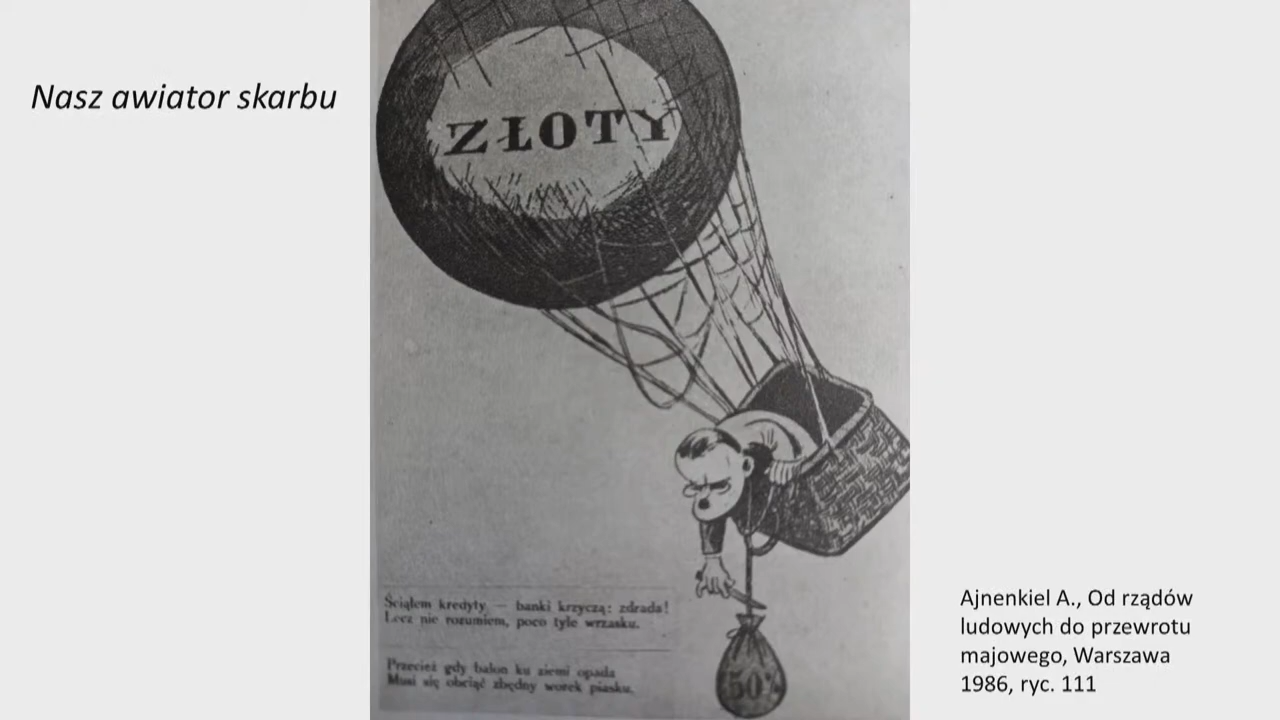 Nasz awiator skarbu
ZŁOTY
Ściąłem kredyty — banki krzyczą: zdrada!
Lecz nie rozumiem, poco tyle wrzasku.
Przecież gdy balon ku ziemi opada
Musi się obciąć zbędny worek piasku.
50%
Ajnenkiel A., Od rządów
ludowych do przewrotu
majowego, Warszawa
1986, ryc. 111